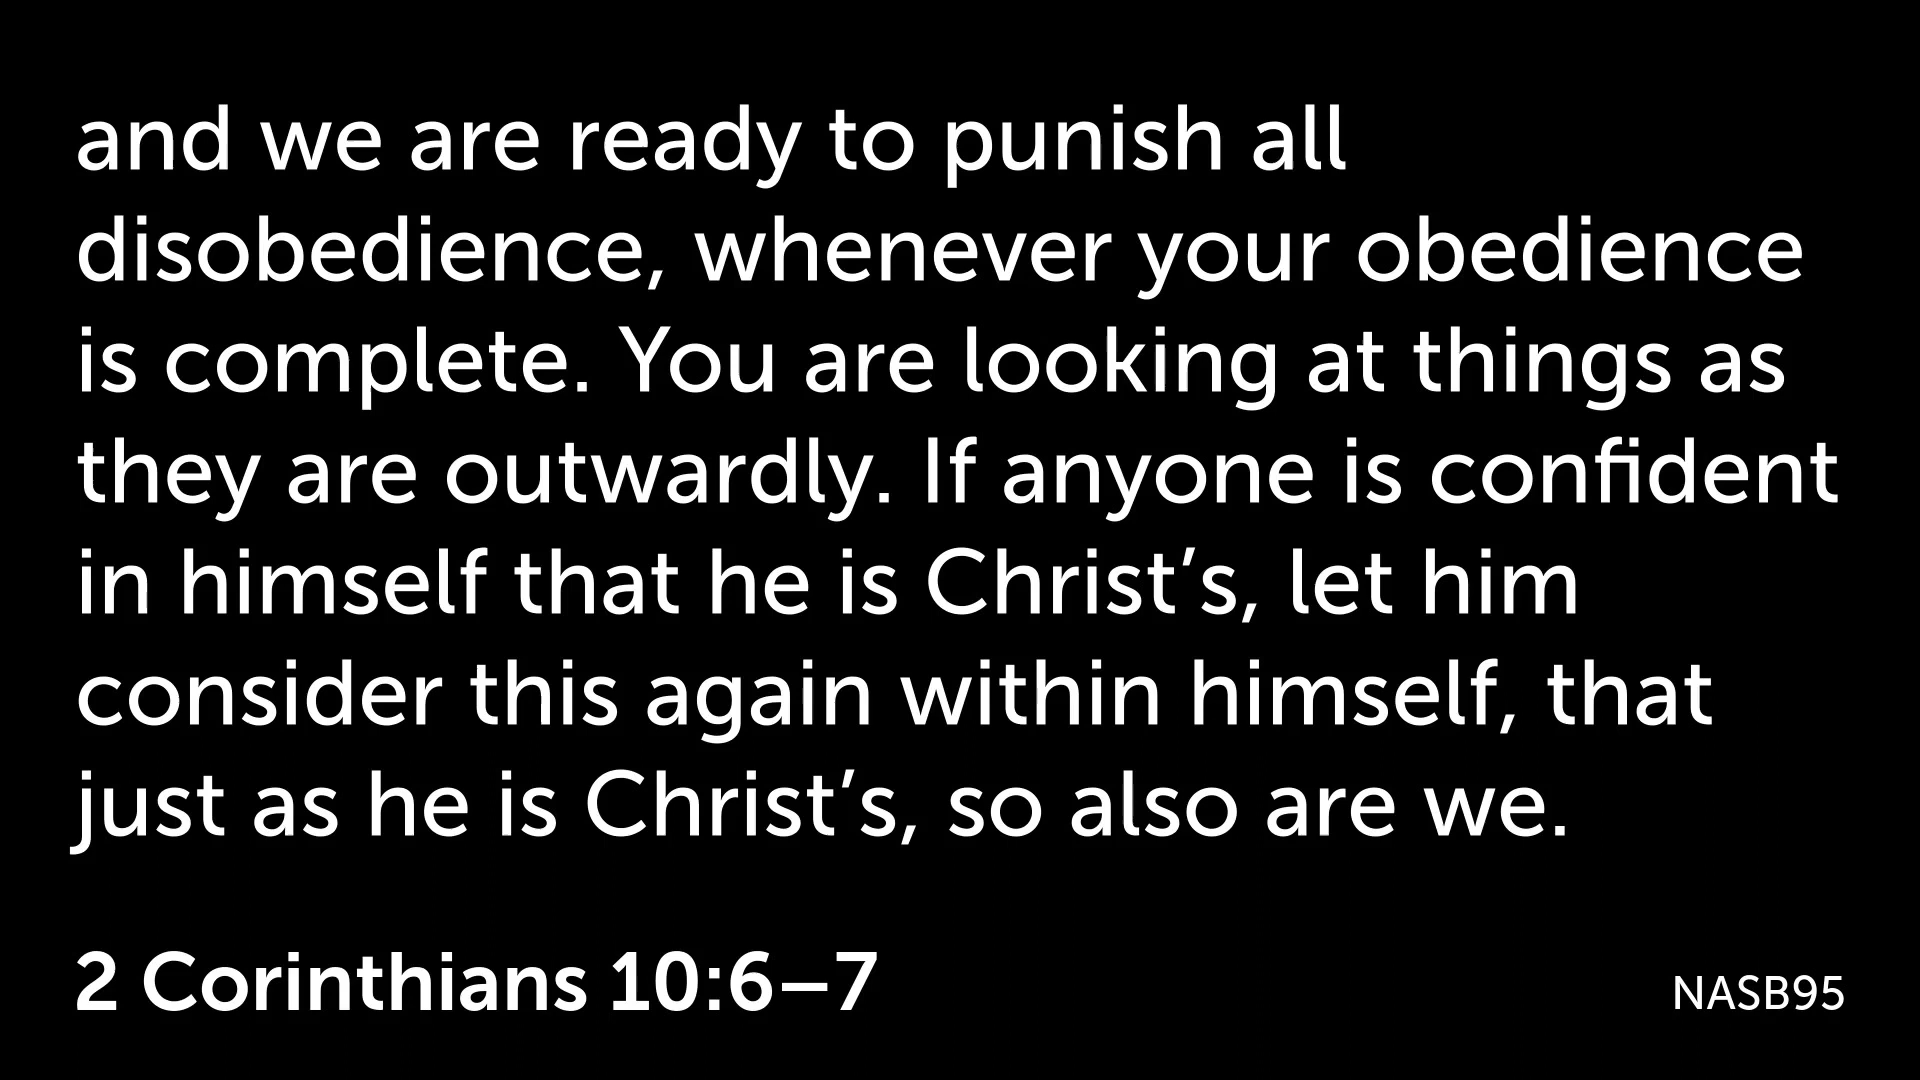 and we are ready to punish all
disobedience, whenever your obedience
is complete. You are looking at things as
they are outwardly. If anyone is confident
in himself that he is Christ’s, let him
consider this again within himself, that
just as he is Christ’s, so also are we.
2 Corinthians 10:6–7
NASB95